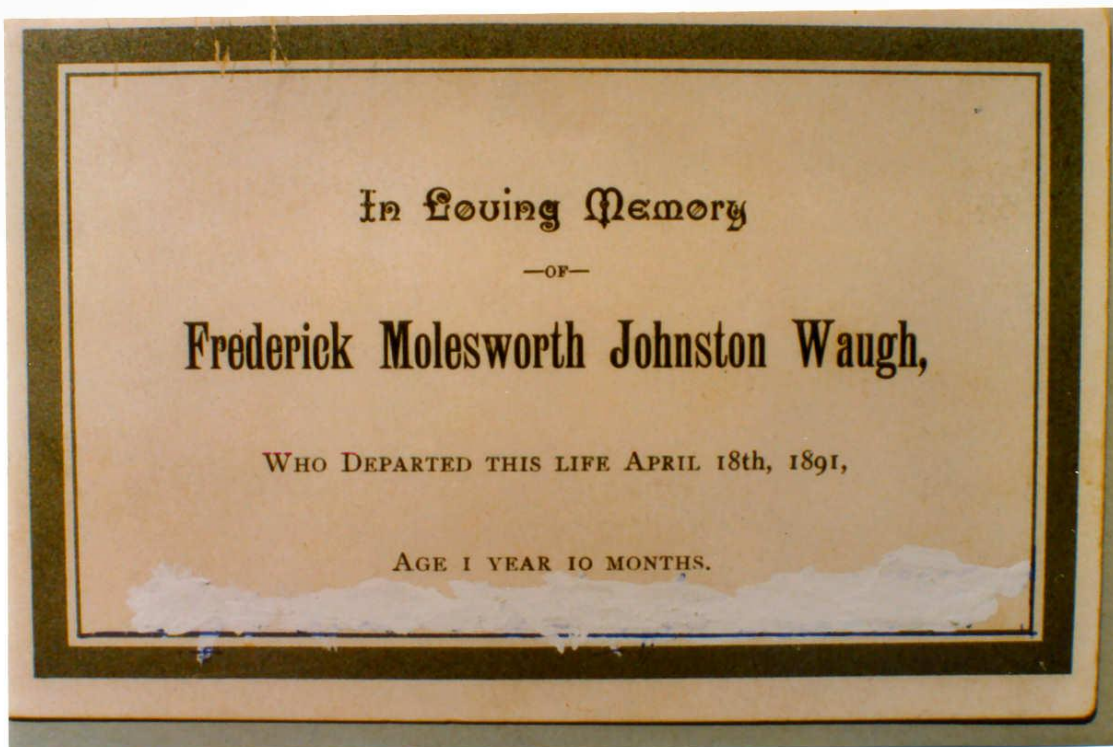 In Loving Memory
—OF—
Frederick Molesworth Johnston Waugh,
WHO DEPARTED THIS LIFE APRIL 18th, 1891,
AGE 1 YEAR 10 MONTHS.